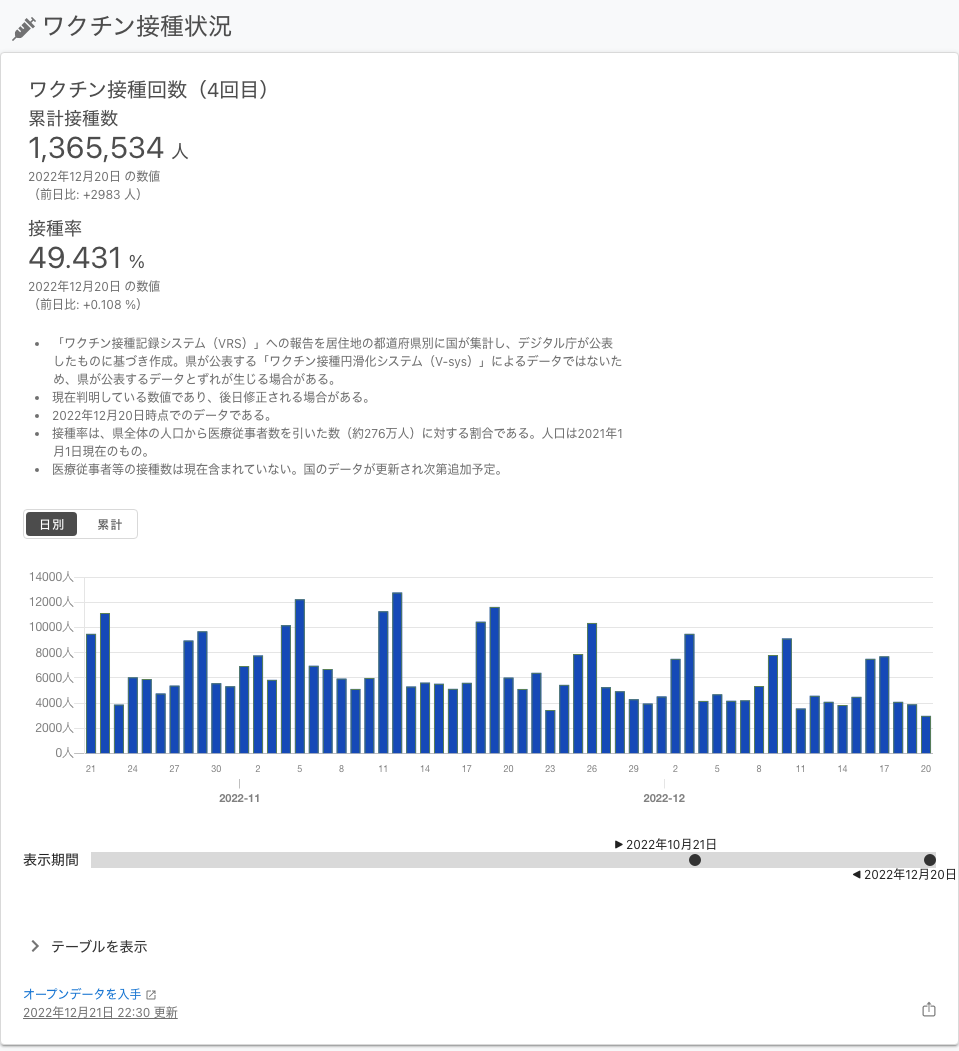 ワクチン接種状況
ワクチン接種回数（4回目）
累計接種数
1,365,534 人
2022年12月20日 の数値
（前日比: +2983 人）
接種率
49.431 %
2022年12月20日 の数値
（前日比: +0.108 %）
• 「ワクチン接種記録システム（VRS）」への報告を居住地の都道府県別に国が集計し、デジタル庁が公表
したものに基づき作成。県が公表する「ワクチン接種円滑化システム（V-sys）」によるデータではないた
め、県が公表するデータとずれが生じる場合がある。
• 現在判明している数値であり、後日修正される場合がある。
• 2022年12月20日時点でのデータである。
• 接種率は、県全体の人口から医療従事者数を引いた数（約276万人）に対する割合である。人口は2021年1
月1日現在のもの。
• 医療従事者等の接種数は現在含まれていない。国のデータが更新され次第追加予定。
日別 累計
14000人
12000人
10000人
8000人
6000人
4000人
2000人
0人
21 24 27 30 2 5 8 11 14 17 20 23 26 29 2 5 8 11 14 17 20
2022-11 2022-12
▶ 2022年10月21日
表示期間
◀ 2022年12月20日
テーブルを表示
オープンデータを入手
2022年12月21日 22:30 更新